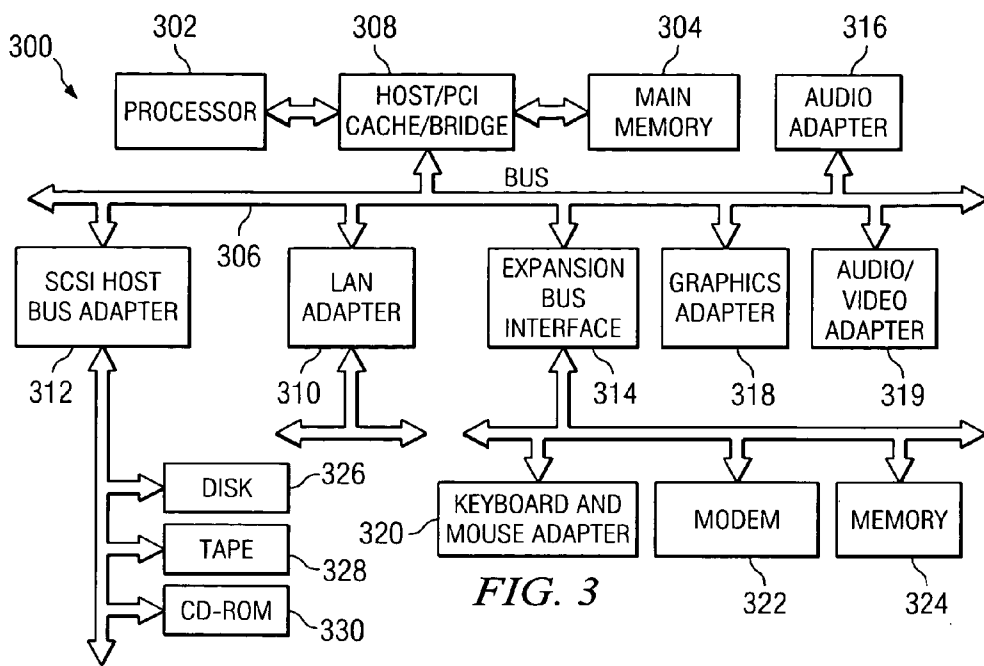 300
302
308
304
316
PROCESSOR
HOST/PCI
CACHE/BRIDGE
MAIN
MEMORY
AUDIO
ADAPTER
BUS
306
SCSI HOST
BUS ADAPTER
LAN
ADAPTER
EXPANSION
BUS
INTERFACE
GRAPHICS
ADAPTER
AUDIO/
VIDEO
ADAPTER
312
310
314
318
319
DISK
326
TAPE
328
CD-ROM
330
320
KEYBOARD AND
MOUSE ADAPTER
MODEM
MEMORY
322
324
FIG. 3